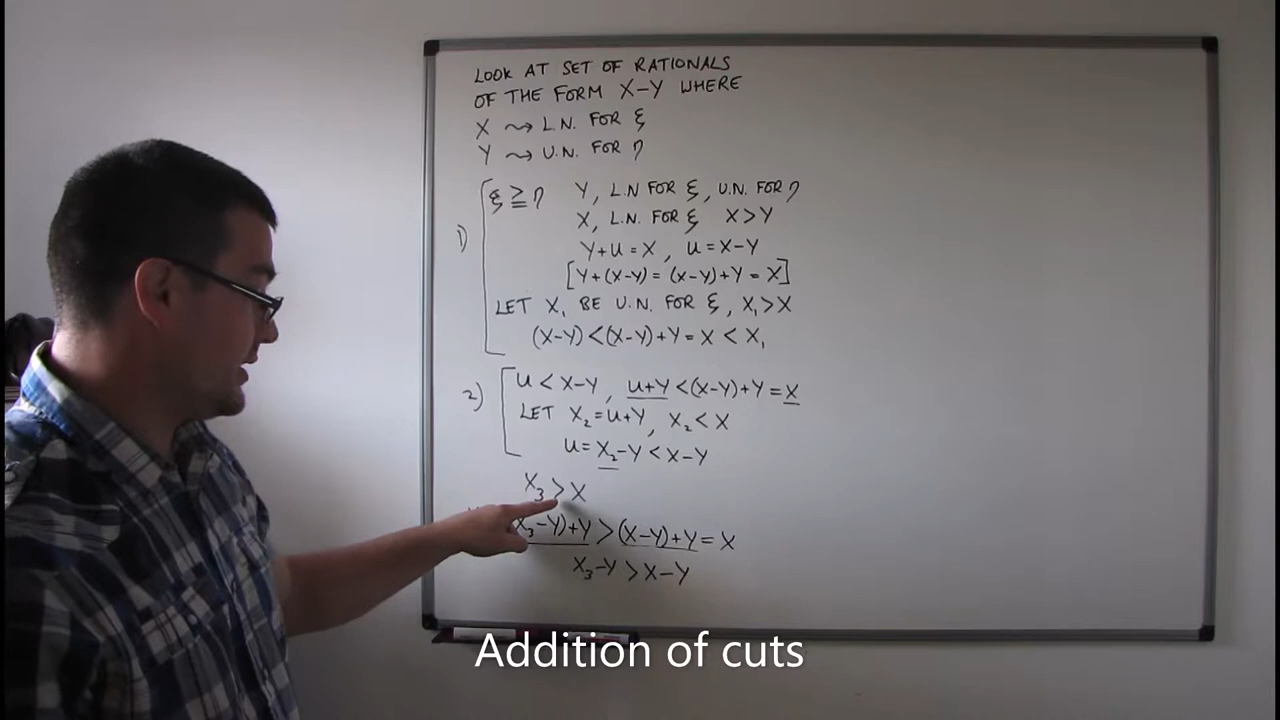 LOOK AT SET OF RATIONALS
OF THE FORM X-Y WHERE
X ⤳ L.N. FOR ξ
Y ⤳ U.N. FOR η
1)
ξ ≧ η Y, L.N FOR ξ, U.N. FOR η
X, L.N. FOR ξ X>Y
Y+U=X, U=X-Y
[Y+(X-Y)=(X-Y)+Y=X]
LET X₁ BE U.N. FOR ξ, X₁>X
(X-Y)<(X-Y)+Y=X<X₁
2)
U<X-Y, U+Y<(X-Y)+Y=X
LET X₂=U+Y, X₂<X
U=X₂-Y<X-Y
X₃>X
X₃-Y)+Y>(X-Y)+Y=X
X₃-Y>X-Y
Addition of cuts